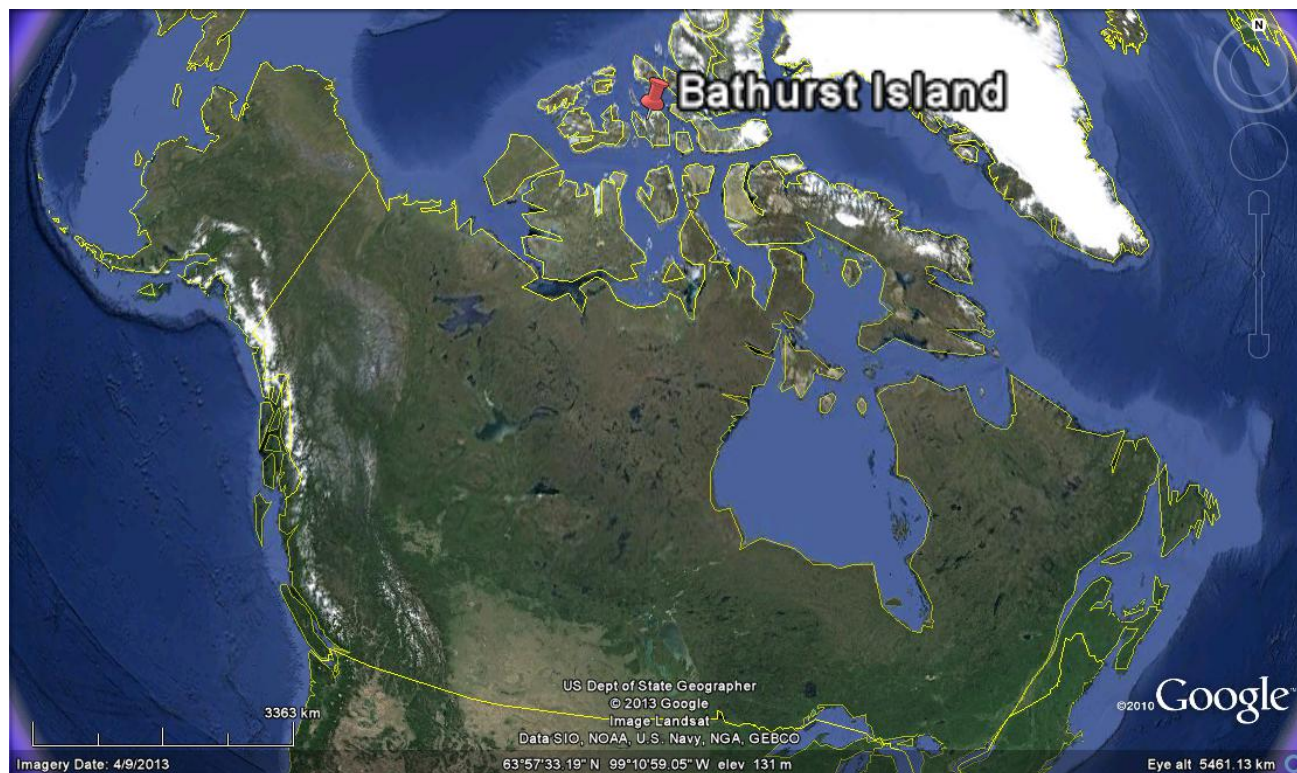 N
Bathurst Island
3363 km
US Dept of State Geographer
© 2013 Google
Image Landsat
Data SIO, NOAA, U.S. Navy, NGA, GEBCO
©2010 Google
Imagery Date: 4/9/2013
63°57'33.19" N 99°10'59.05" W elev 131 m
Eye alt 5461.13 km